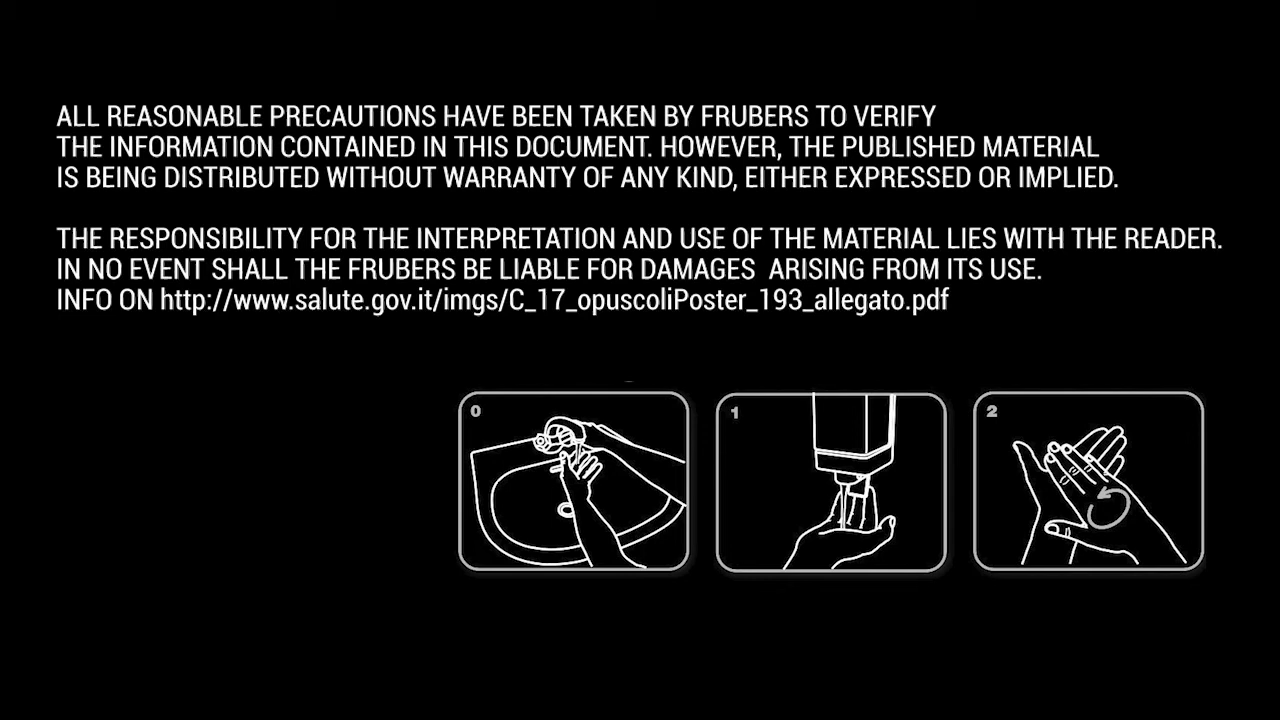 ALL REASONABLE PRECAUTIONS HAVE BEEN TAKEN BY FRUBERS TO VERIFY
THE INFORMATION CONTAINED IN THIS DOCUMENT. HOWEVER, THE PUBLISHED MATERIAL
IS BEING DISTRIBUTED WITHOUT WARRANTY OF ANY KIND, EITHER EXPRESSED OR IMPLIED.
THE RESPONSIBILITY FOR THE INTERPRETATION AND USE OF THE MATERIAL LIES WITH THE READER.
IN NO EVENT SHALL THE FRUBERS BE LIABLE FOR DAMAGES  ARISING FROM ITS USE.
INFO ON http://www.salute.gov.it/imgs/C_17_opuscoliPoster_193_allegato.pdf
0
1
2